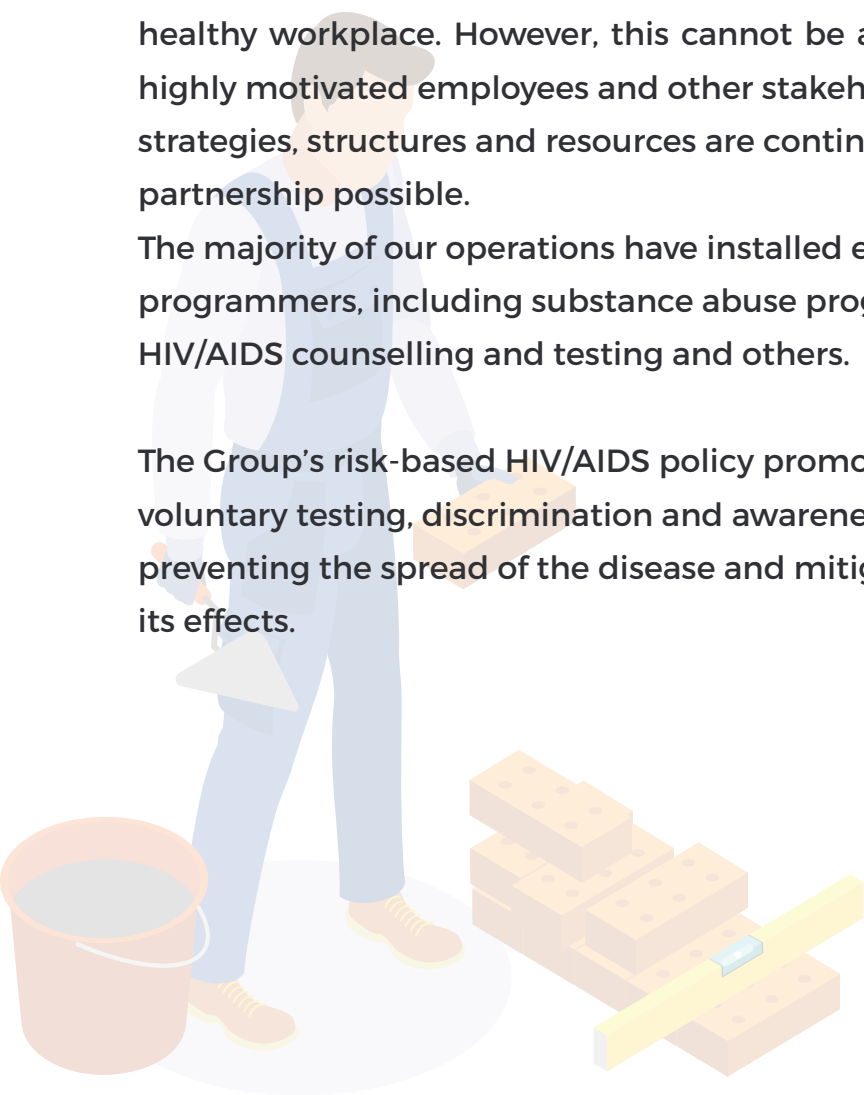 healthy workplace. However, this cannot be a
highly motivated employees and other stakeh
strategies, structures and resources are contin
partnership possible.
The majority of our operations have installed e
programmers, including substance abuse prog
HIV/AIDS counselling and testing and others.
The Group’s risk-based HIV/AIDS policy promo
voluntary testing, discrimination and awarene
preventing the spread of the disease and mitig
its effects.